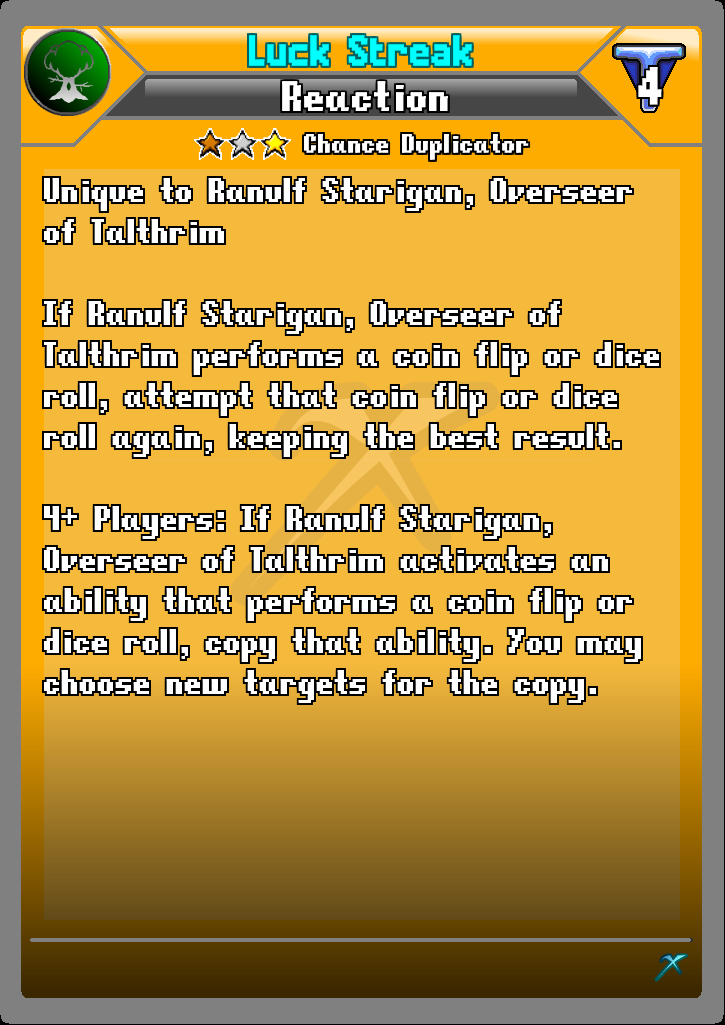 Luck Streak
4
Reaction
Chance Duplicator
Unique to Ranulf Starigan, Overseer
of Talthrim
If Ranulf Starigan, Overseer of
Talthrim performs a coin flip or dice
roll, attempt that coin flip or dice
roll again, keeping the best result.
4+ Players: If Ranulf Starigan,
Overseer of Talthrim activates an
ability that performs a coin flip or
dice roll, copy that ability. You may
choose new targets for the copy.